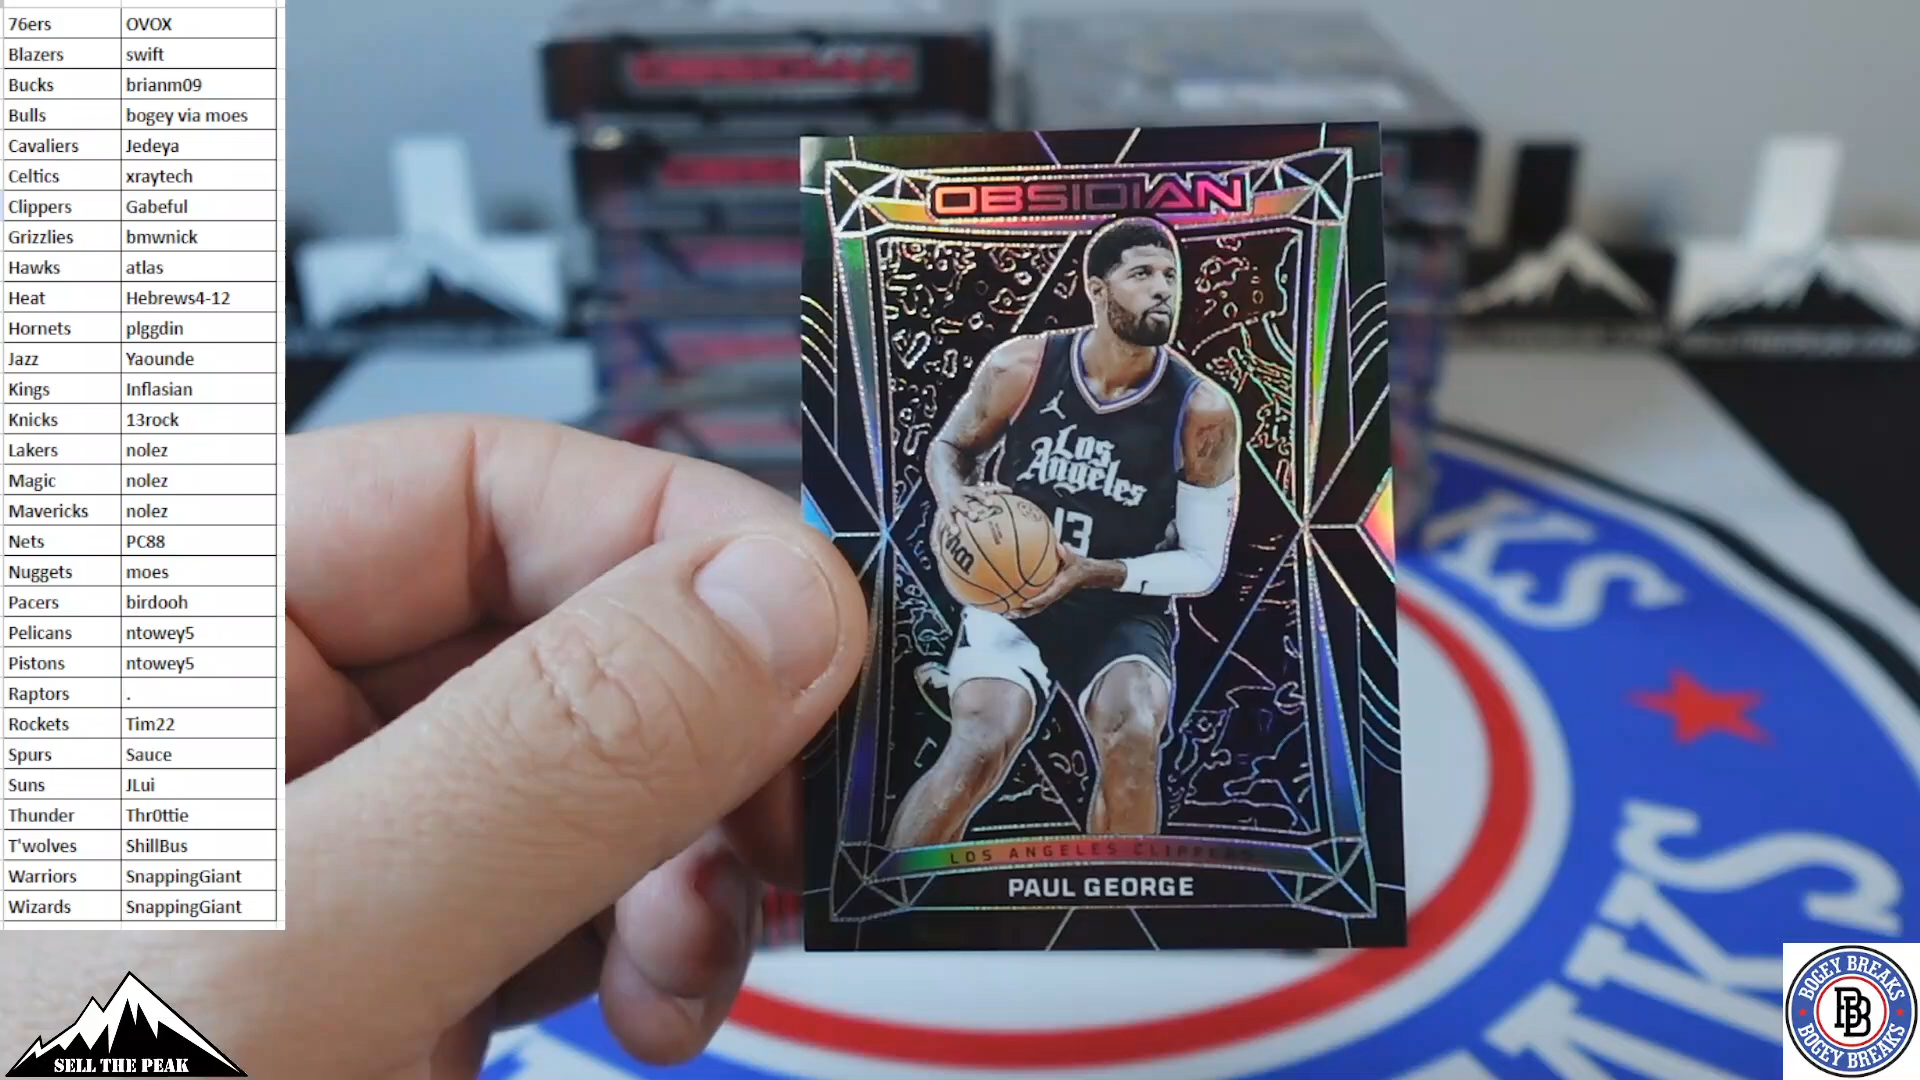 76ers OVOX
Blazers swift
Bucks brianm09
Bulls bogey via moes
Cavaliers Jedeya
Celtics xraytech
Clippers Gabeful
Grizzlies bmwnick
Hawks atlas
Heat Hebrews4-12
Hornets plggdin
Jazz Yaounde
Kings Inflasian
Knicks 13rock
Lakers nolez
Magic nolez
Mavericks nolez
Nets PC88
Nuggets moes
Pacers birdooh
Pelicans ntowey5
Pistons ntowey5
Raptors .
Rockets Tim22
Spurs Sauce
Suns JLui
Thunder Thr0ttie
T'wolves ShillBus
Warriors SnappingGiant
Wizards SnappingGiant
SELL THE PEAK
OBSIDIAN
OBSIDIAN
Los
Angeles
13
LOS ANGELES CLIPPERS
PAUL GEORGE
KS
BOGEY BREAKS
BB
BOGEY BREAKS